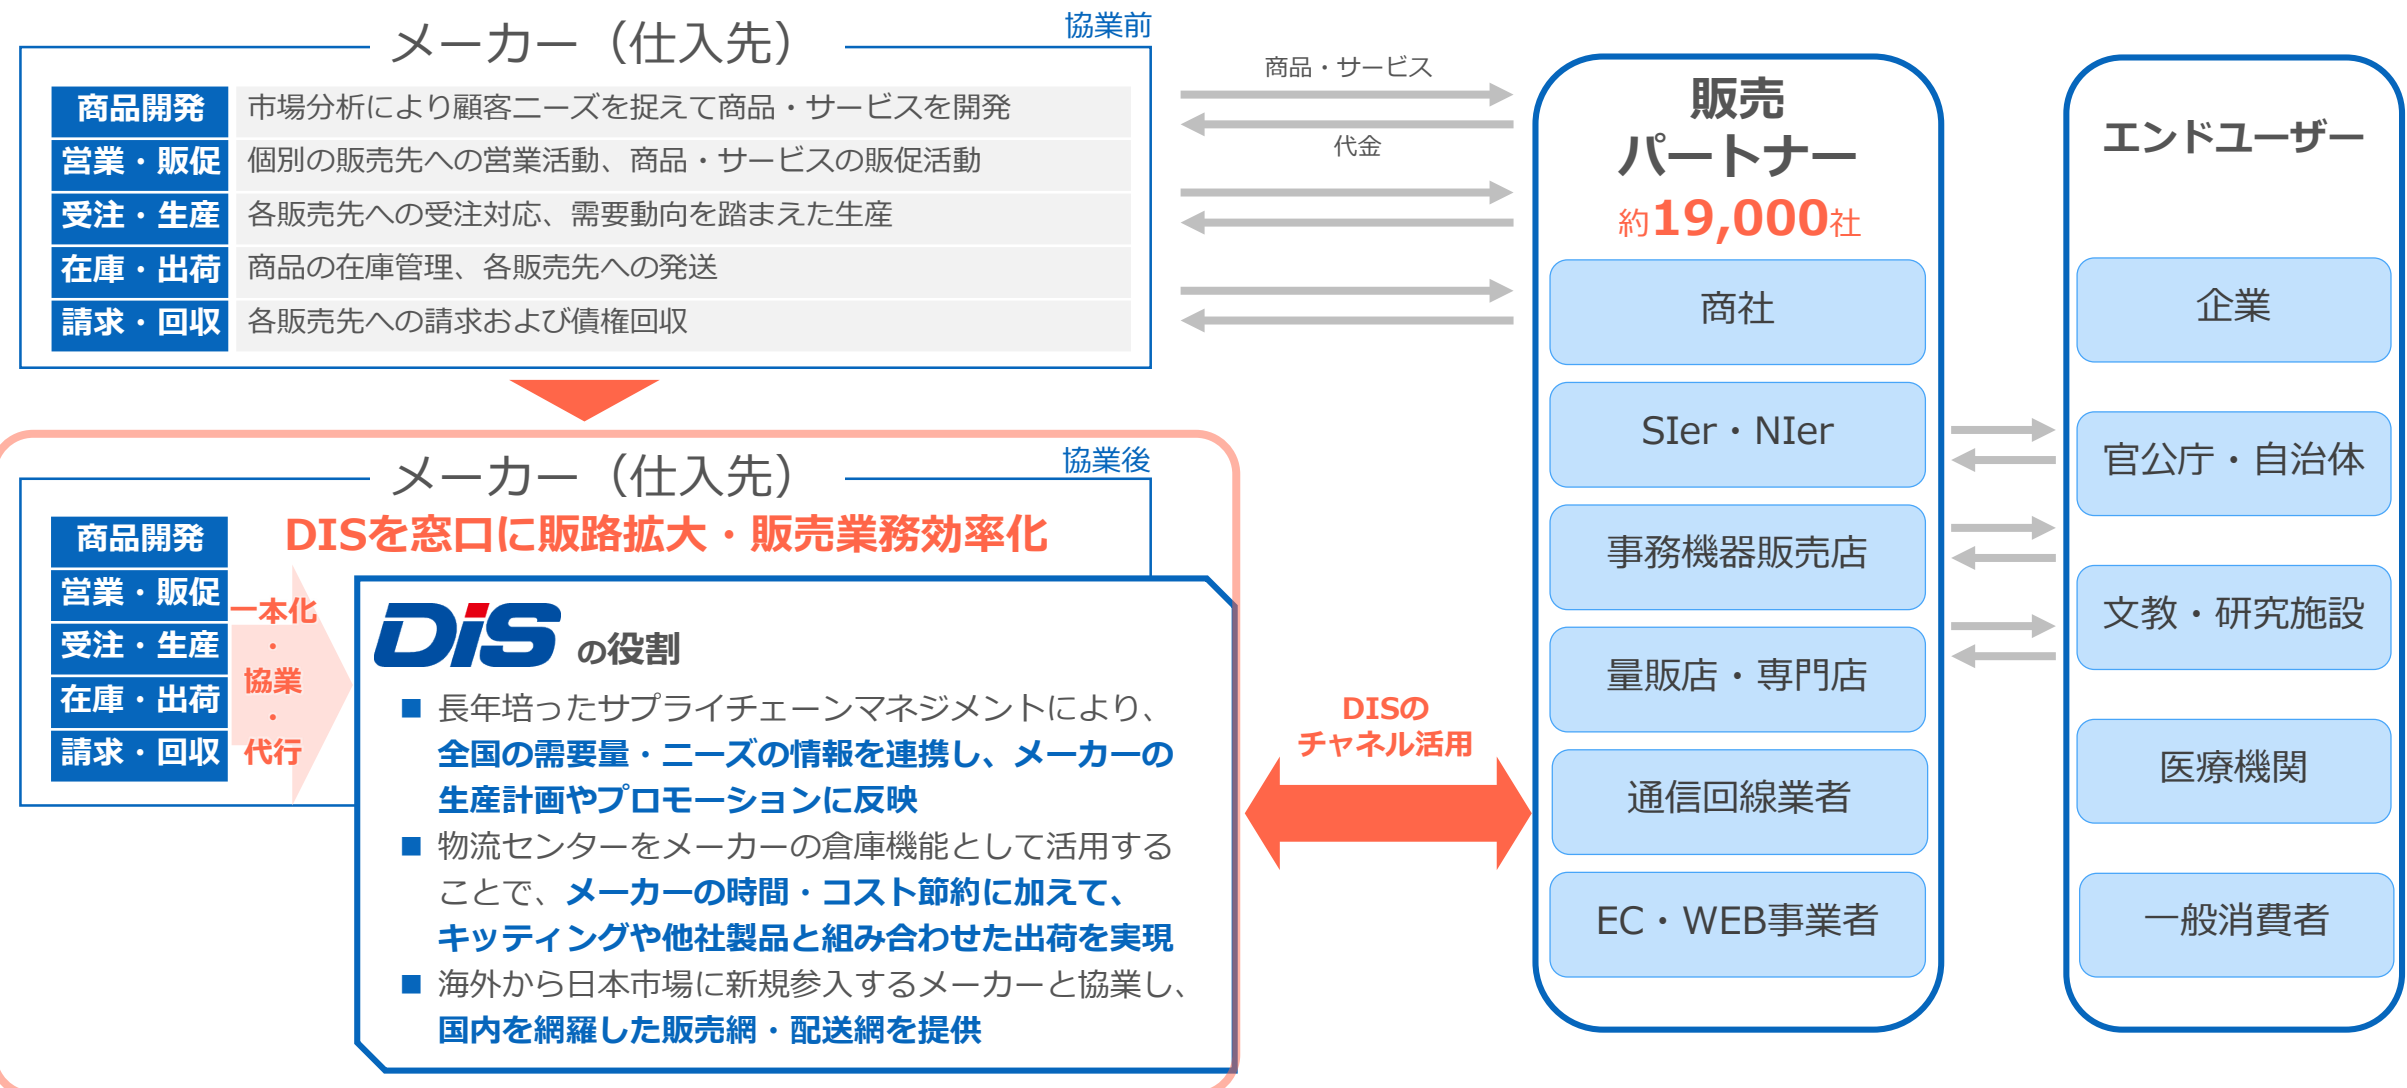 協業前
メーカー（仕入先）
商品開発 市場分析により顧客ニーズを捉えて商品・サービスを開発
営業・販促 個別の販売先への営業活動、商品・サービスの販促活動
受注・生産 各販売先への受注対応、需要動向を踏まえた生産
在庫・出荷 商品の在庫管理、各販売先への発送
請求・回収 各販売先への請求および債権回収
商品・サービス
代金
協業後
メーカー（仕入先）
DISを窓口に販路拡大・販売業務効率化
商品開発
営業・販促
受注・生産
在庫・出荷
請求・回収
一本化
・
協業
・
代行
DiS の役割
■ 長年培ったサプライチェーンマネジメントにより、
全国の需要量・ニーズの情報を連携し、メーカーの
生産計画やプロモーションに反映
■ 物流センターをメーカーの倉庫機能として活用する
ことで、メーカーの時間・コスト節約に加えて、
キッティングや他社製品と組み合わせた出荷を実現
■ 海外から日本市場に新規参入するメーカーと協業し、
国内を網羅した販売網・配送網を提供
DISの
チャネル活用
販売
パートナー
約19,000社
商社
SIer・NIer
事務機器販売店
量販店・専門店
通信回線業者
EC・WEB事業者
エンドユーザー
企業
官公庁・自治体
文教・研究施設
医療機関
一般消費者